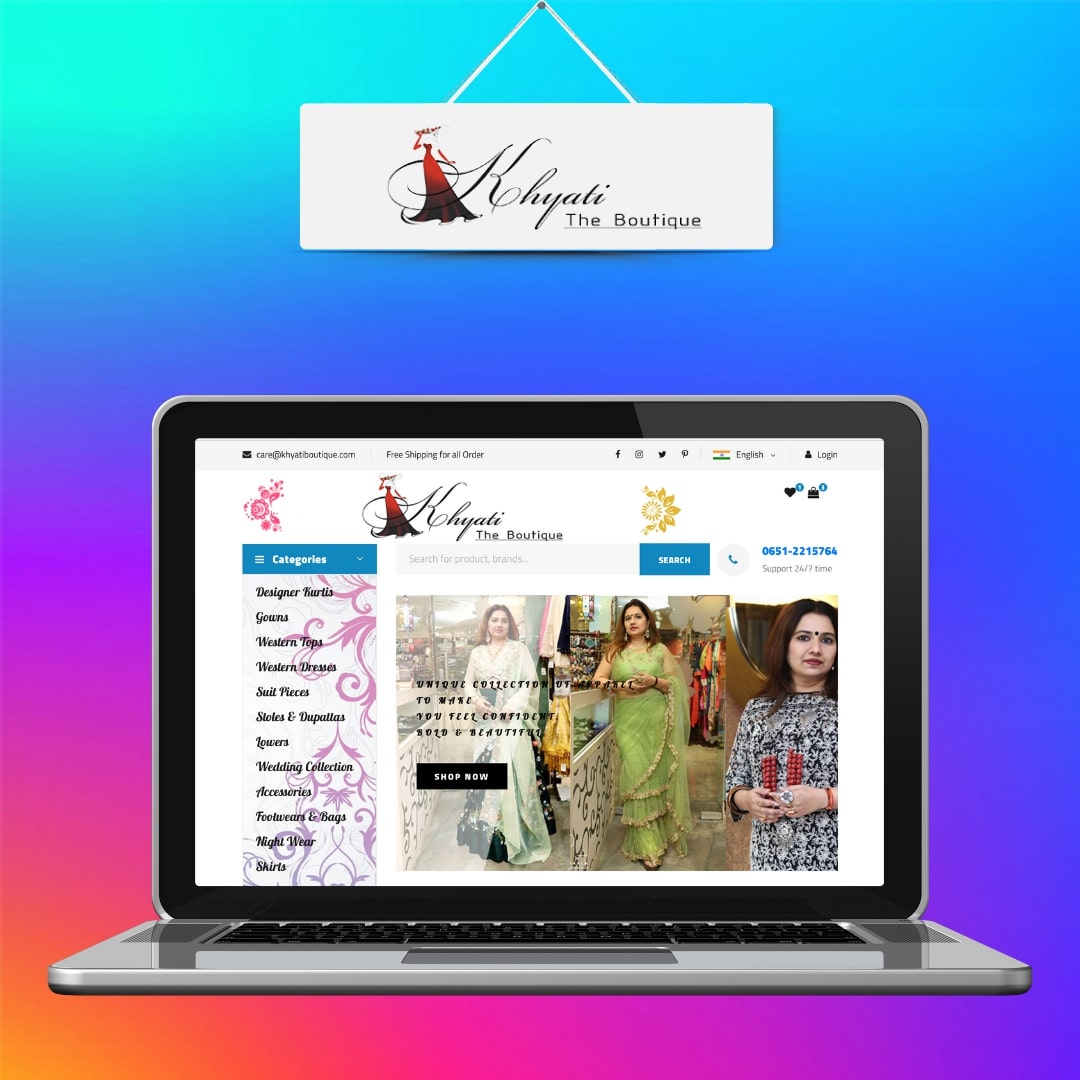 Khyati
The Boutique
care@khyatiboutique.com Free Shipping for all Order English Login
Khyati
The Boutique
1 3
Categories
Search for product, brands... SEARCH
0651-2215764
Support 24/7 time
Designer Kurtis
Gowns
Western Tops
Western Dresses
Suit Pieces
Stoles & Dupattas
Lowers
Wedding Collection
Accessories
Footwears & Bags
Night Wear
Skirts
UNIQUE COLLECTION OF APPAREL
TO MAKE
YOU FEEL CONFIDENT,
BOLD & BEAUTIFUL
SHOP NOW